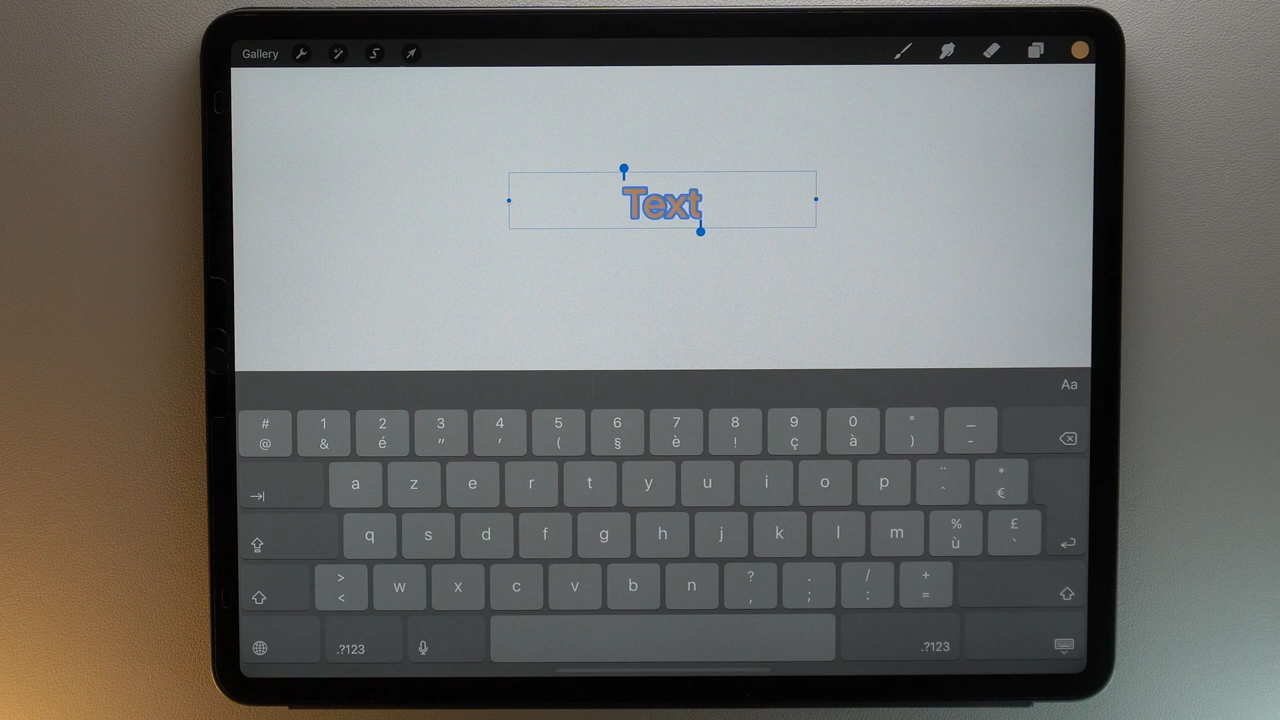 Gallery
Text
Aa
# 1 2 3 4 5 6 7 8 9 0 ° _
@ & é " ' ( § è ! ç à ) -
a z e r t y u i o p ¨ *
^ €
q s d f g h j k l m % £
ù `
> w x c v b n ? . / +
< , ; : =
.?123 .?123